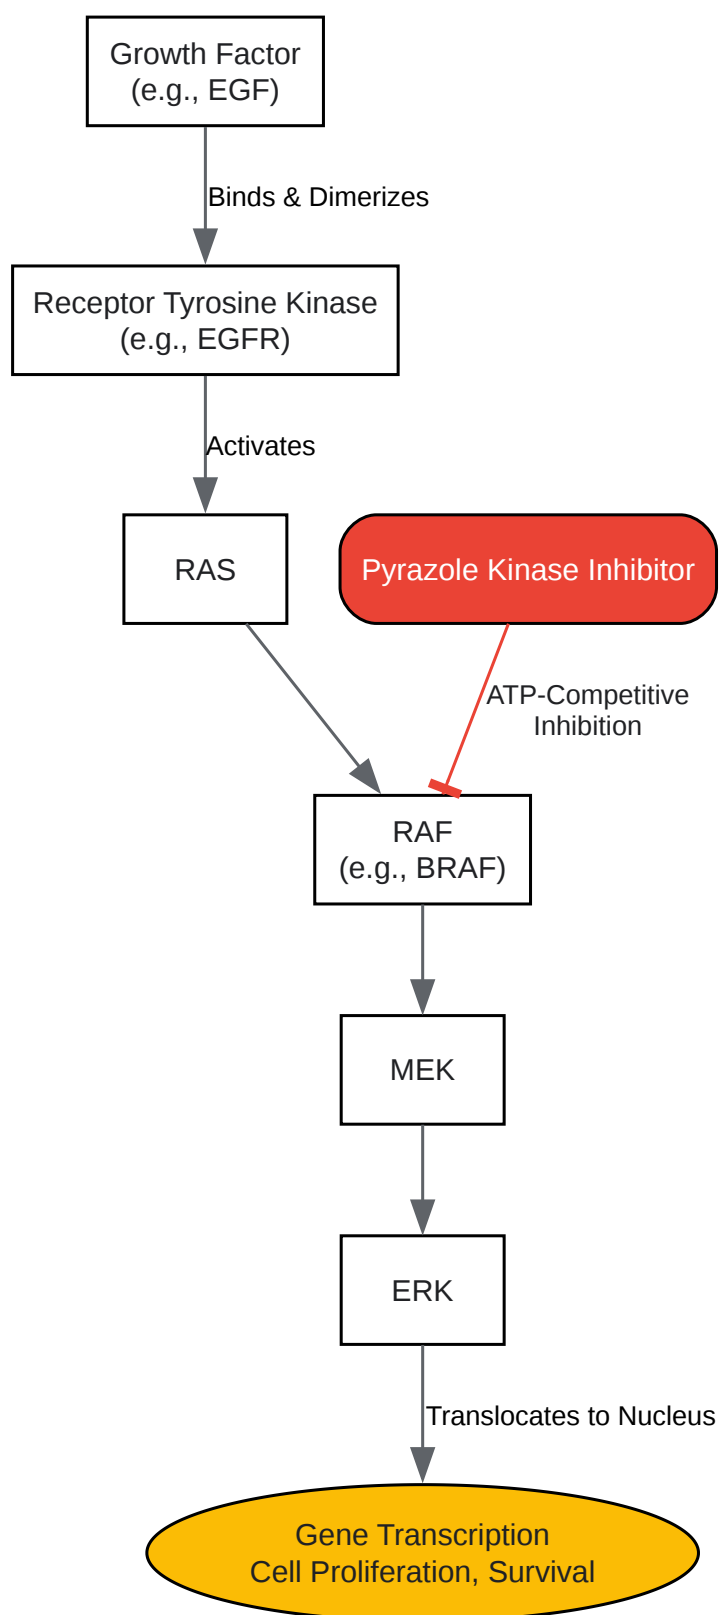 Growth Factor
(e.g., EGF)
Binds & Dimerizes
Receptor Tyrosine Kinase
(e.g., EGFR)
Activates
RAS
Pyrazole Kinase Inhibitor
ATP-Competitive
Inhibition
RAF
(e.g., BRAF)
MEK
ERK
Translocates to Nucleus
Gene Transcription
Cell Proliferation, Survival